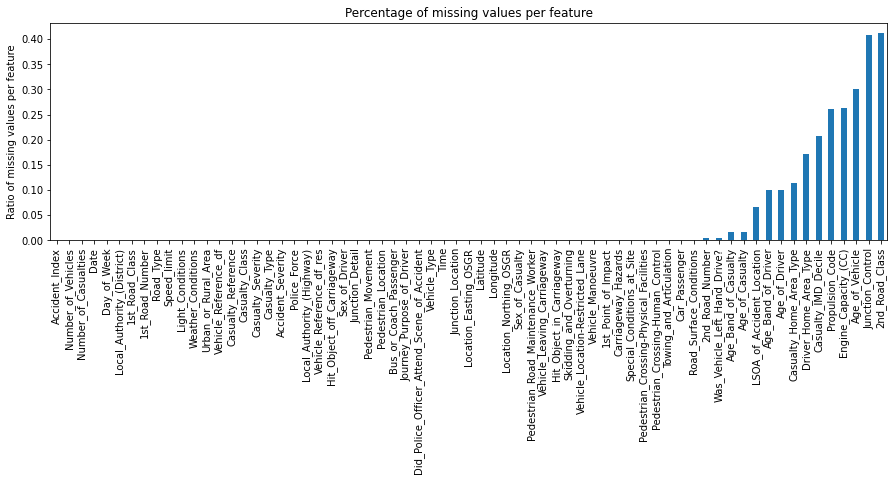 Percentage of missing values per feature
Ratio of missing values per feature
0.40
0.35
0.30
0.25
0.20
0.15
0.10
0.05
0.00
Accident_Index
Number_of_Vehicles
Number_of_Casualties
Date
Day_of_Week
Local_Authority_(District)
1st_Road_Class
1st_Road_Number
Road_Type
Speed_limit
Light_Conditions
Weather_Conditions
Urban_or_Rural_Area
Vehicle_Reference_df
Casualty_Reference
Casualty_Class
Casualty_Severity
Casualty_Type
Accident_Severity
Police_Force
Local_Authority_(Highway)
Vehicle_Reference_df_res
Hit_Object_off_Carriageway
Sex_of_Driver
Junction_Detail
Pedestrian_Movement
Pedestrian_Location
Bus_or_Coach_Passenger
Journey_Purpose_of_Driver
Did_Police_Officer_Attend_Scene_of_Accident
Vehicle_Type
Time
Junction_Location
Location_Easting_OSGR
Latitude
Longitude
Location_Northing_OSGR
Sex_of_Casualty
Pedestrian_Road_Maintenance_Worker
Vehicle_Leaving_Carriageway
Hit_Object_in_Carriageway
Skidding_and_Overturning
Vehicle_Location-Restricted_Lane
Vehicle_Manoeuvre
1st_Point_of_Impact
Carriageway_Hazards
Special_Conditions_at_Site
Pedestrian_Crossing-Physical_Facilities
Pedestrian_Crossing-Human_Control
Towing_and_Articulation
Car_Passenger
Road_Surface_Conditions
2nd_Road_Number
Was_Vehicle_Left_Hand_Drive?
Age_Band_of_Casualty
Age_of_Casualty
LSOA_of_Accident_Location
Age_Band_of_Driver
Age_of_Driver
Casualty_Home_Area_Type
Driver_Home_Area_Type
Casualty_IMD_Decile
Propulsion_Code
Engine_Capacity_(CC)
Age_of_Vehicle
Junction_Control
2nd_Road_Class